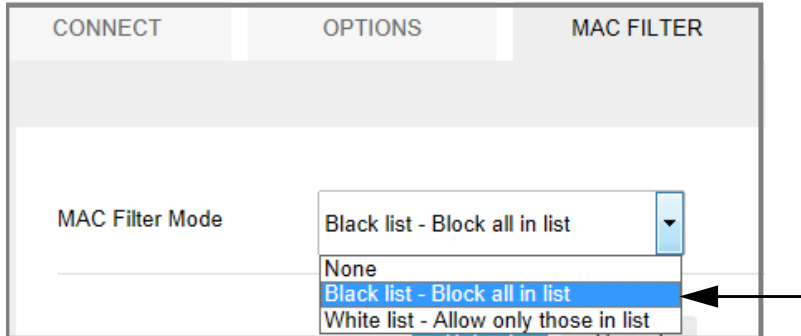 CONNECT OPTIONS MAC FILTER
MAC Filter Mode Black list - Block all in list
None
Black list - Block all in list
White list - Allow only those in list